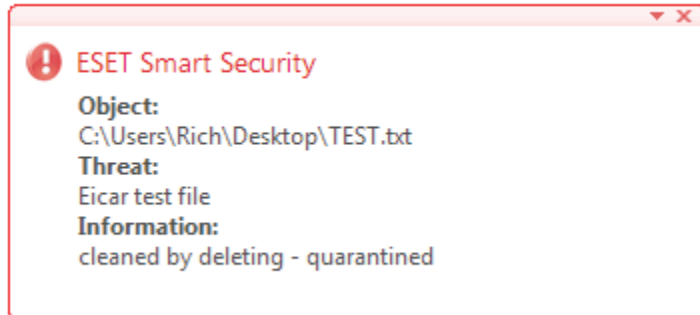 ESET Smart Security
Object:
C:\Users\Rich\Desktop\TEST.txt
Threat:
Eicar test file
Information:
cleaned by deleting - quarantined